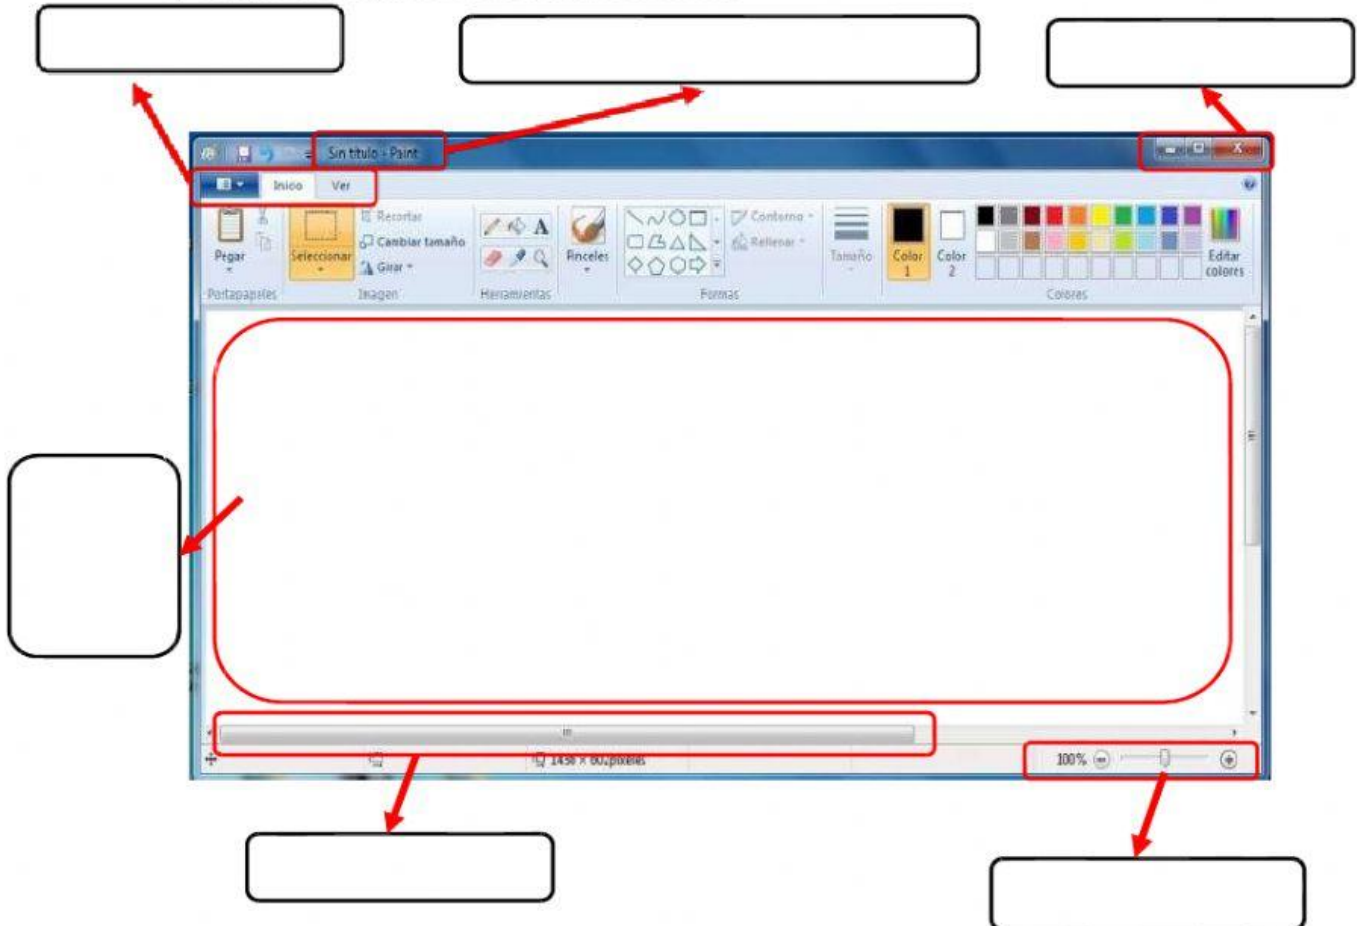 Sin título - Paint
Inicio Ver
Pegar
Seleccionar
Recortar
Cambiar tamaño
Girar
A
Pinceles
Contorno
Rellenar
Tamaño
Color 1
Color 2
Editar colores
Portapapeles Imagen Herramientas Formas Colores
100%